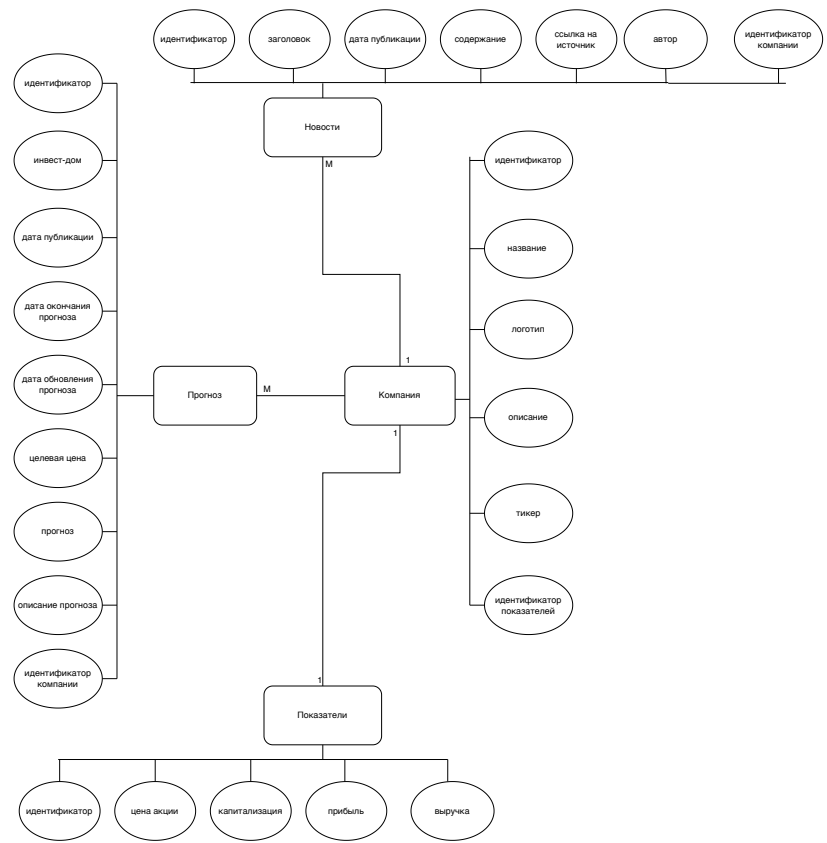 идентификатор
заголовок
дата публикации
содержание
ссылка на
источник
автор
идентификатор
компании
Новости
М
идентификатор
инвест-дом
дата публикации
дата окончания
прогноза
дата обновления
прогноза
целевая цена
прогноз
описание прогноза
идентификатор
компании
Прогноз
М
1
Компания
1
идентификатор
название
логотип
описание
тикер
идентификатор
показателей
1
Показатели
идентификатор
цена акции
капитализация
прибыль
выручка